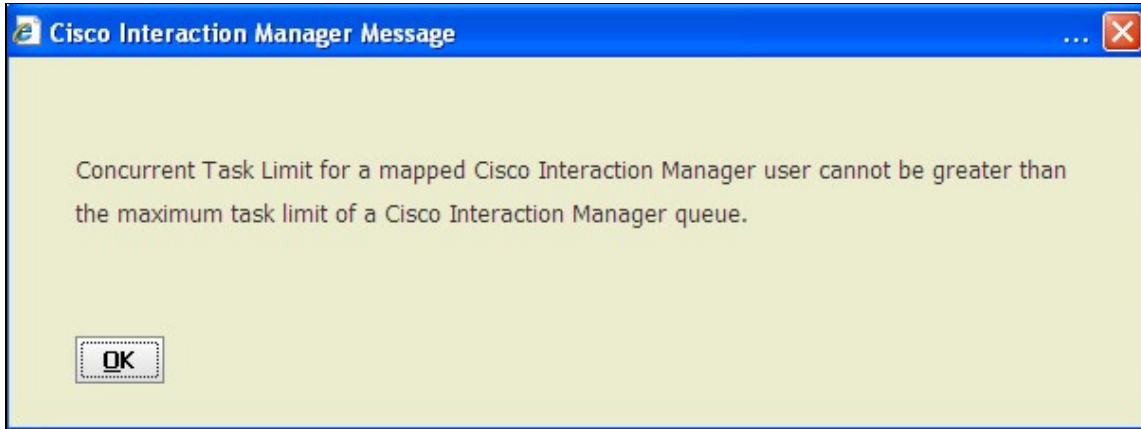 Cisco Interaction Manager Message ...
Concurrent Task Limit for a mapped Cisco Interaction Manager user cannot be greater than
the maximum task limit of a Cisco Interaction Manager queue.
OK